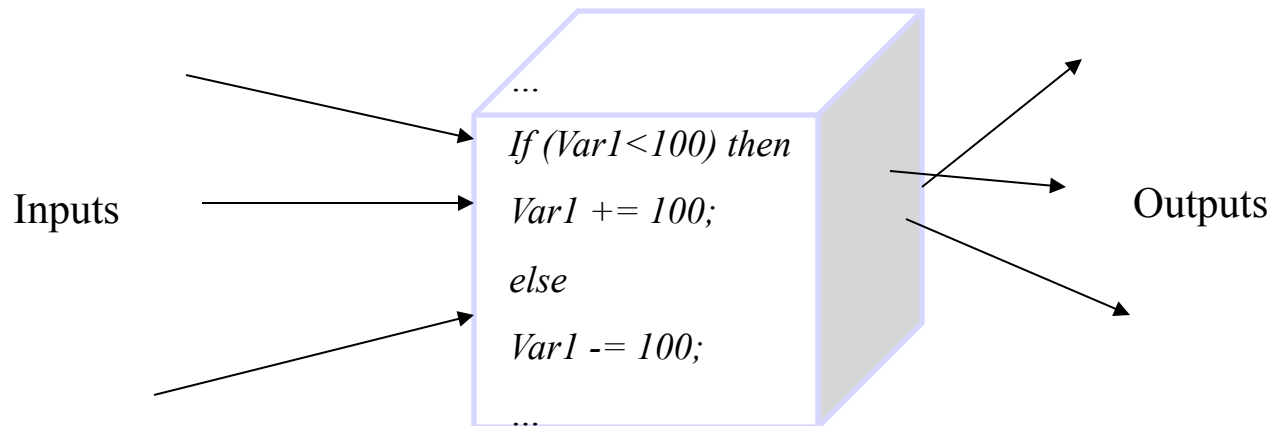 ...
If (Var1<100) then
Var1 += 100;
else
Var1 -= 100;
...
Inputs
Outputs